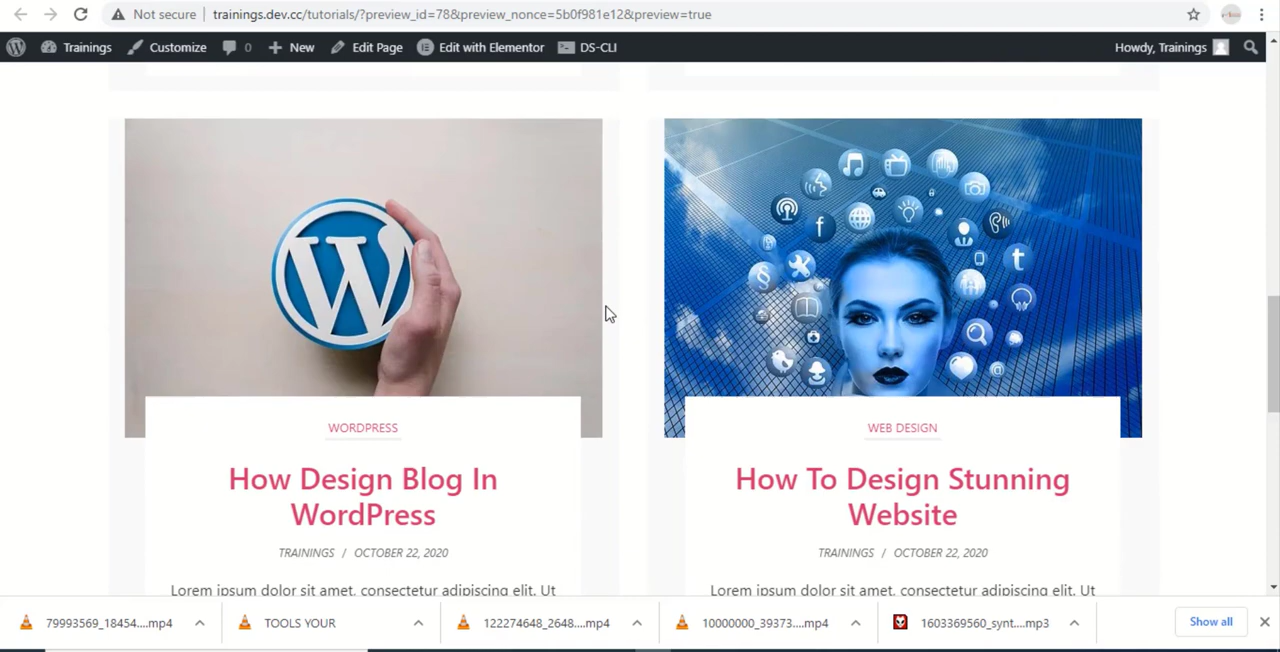 Not secure trainings.dev.cc/tutorials/?preview_id=78&preview_nonce=5b0f981e12&preview=true
Trainings Customize 0 New Edit Page Edit with Elementor DS-CLI Howdy, Trainings
WORDPRESS
How Design Blog In
WordPress
TRAININGS / OCTOBER 22, 2020
Lorem ipsum dolor sit amet, consectetur adipiscing elit. Ut
WEB DESIGN
How To Design Stunning
Website
TRAININGS / OCTOBER 22, 2020
Lorem ipsum dolor sit amet, consectetur adipiscing elit. Ut
79993569_18454....mp4 TOOLS YOUR 122274648_2648....mp4 10000000_39373....mp4 1603369560_synt....mp3 Show all